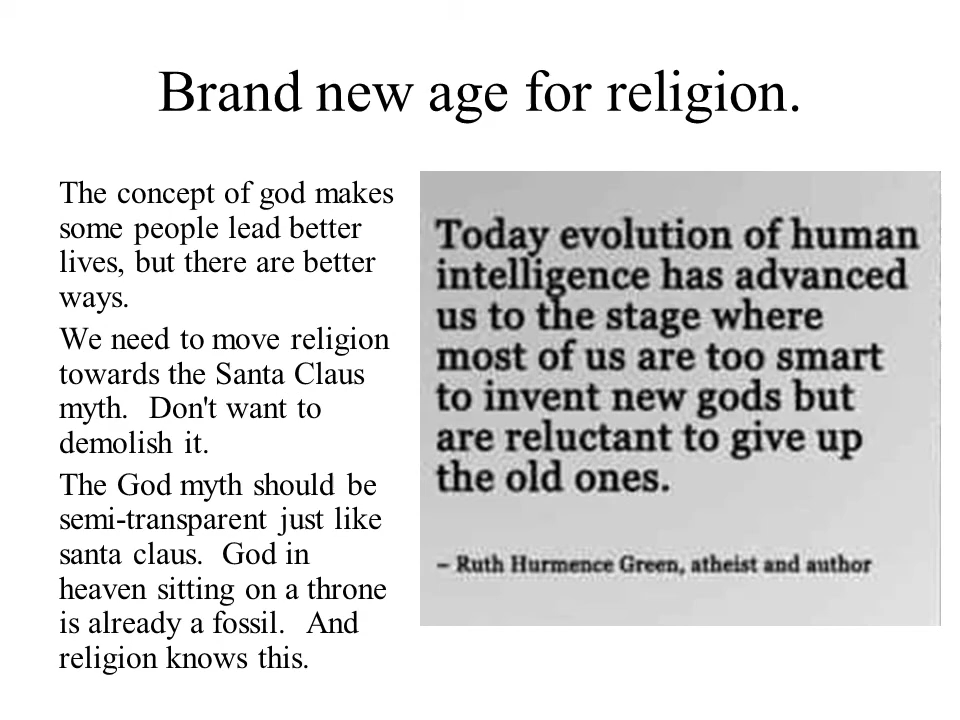 Brand new age for religion.
The concept of god makes
some people lead better
lives, but there are better
ways.
We need to move religion
towards the Santa Claus
myth.  Don't want to
demolish it.
The God myth should be
semi-transparent just like
santa claus.  God in
heaven sitting on a throne
is already a fossil.  And
religion knows this.
Today evolution of human
intelligence has advanced
us to the stage where
most of us are too smart
to invent new gods but
are reluctant to give up
the old ones.
– Ruth Hurmence Green, atheist and author